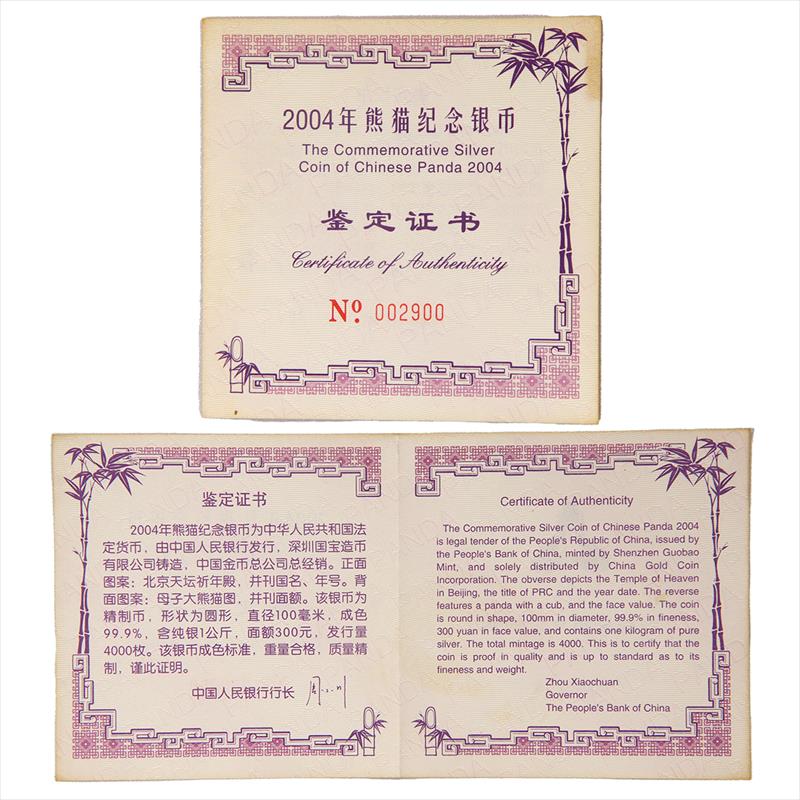 2004年熊猫纪念银币
The Commemorative Silver
Coin of Chinese Panda 2004
鉴定证书
Certificate of Authenticity
Nº 002900
鉴定证书
2004年熊猫纪念银币为中华人民共和国法
定货币，由中国人民银行发行，深圳国宝造币
有限公司铸造，中国金币总公司总经销。正面
图案：北京天坛祈年殿，并刊国名、年号。背
面图案：母子大熊猫图，并刊面额。该银币为
精制币，形状为圆形，直径100毫米，成色
99.9%，含纯银1公斤，面额300元，发行量
4000枚。该银币成色标准，重量合格，质量精
制，谨此证明。
中国人民银行行长
Certificate of Authenticity
The Commemorative Silver Coin of Chinese Panda 2004
is legal tender of the People's Republic of China, issued by
the People's Bank of China, minted by Shenzhen Guobao
Mint, and solely distributed by China Gold Coin
Incorporation. The obverse depicts the Temple of Heaven
in Beijing, the title of PRC and the year date. The reverse
features a panda with a cub, and the face value. The coin
is round in shape, 100mm in diameter, 99.9% in fineness,
300 yuan in face value, and contains one kilogram of pure
silver. The total mintage is 4000. This is to certify that the
coin is proof in quality and is up to standard as to its
fineness and weight.
Zhou Xiaochuan
Governor
The People's Bank of China